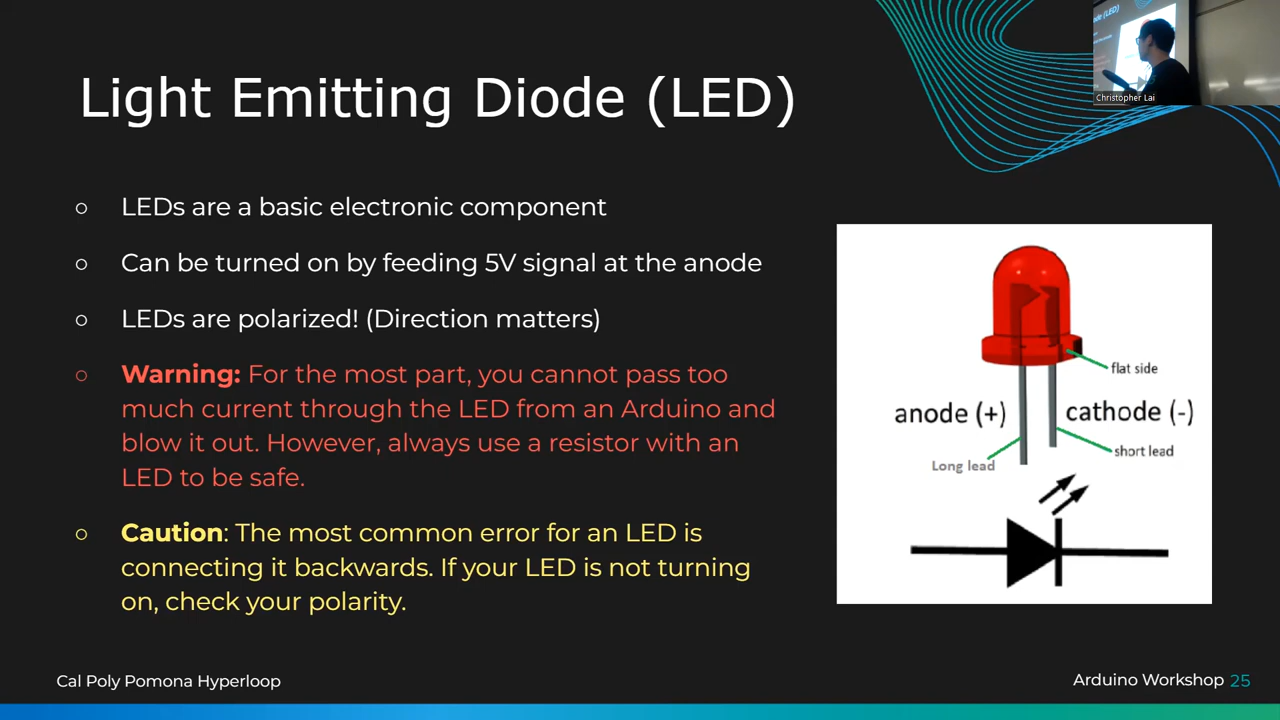 Light Emitting Diode (LED)
LEDs are a basic electronic component
Can be turned on by feeding 5V signal at the anode
LEDs are polarized! (Direction matters)
Warning: For the most part, you cannot pass too
much current through the LED from an Arduino and
blow it out. However, always use a resistor with an
LED to be safe.
Caution: The most common error for an LED is
connecting it backwards. If your LED is not turning
on, check your polarity.
flat side
anode (+)
cathode (-)
short lead
Long lead
Christopher Lai
Cal Poly Pomona Hyperloop
Arduino Workshop 25